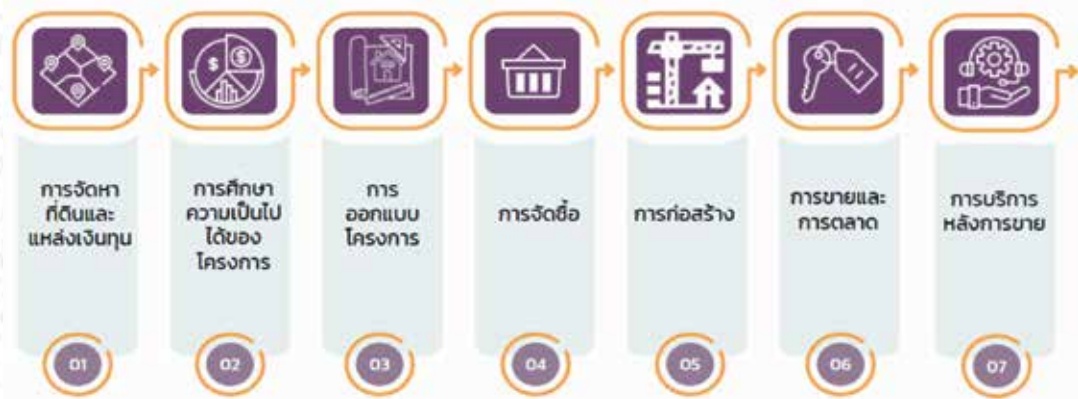 $
$
การจัดหา
ที่ดินและ
แหล่งเงินทุน
การศึกษา
ความเป็นไป
ได้ของ
โครงการ
การ
ออกแบบ
โครงการ
การจัดซื้อ
การก่อสร้าง
การขายและ
การตลาด
การบริการ
หลังการขาย
01
02
03
04
05
06
07